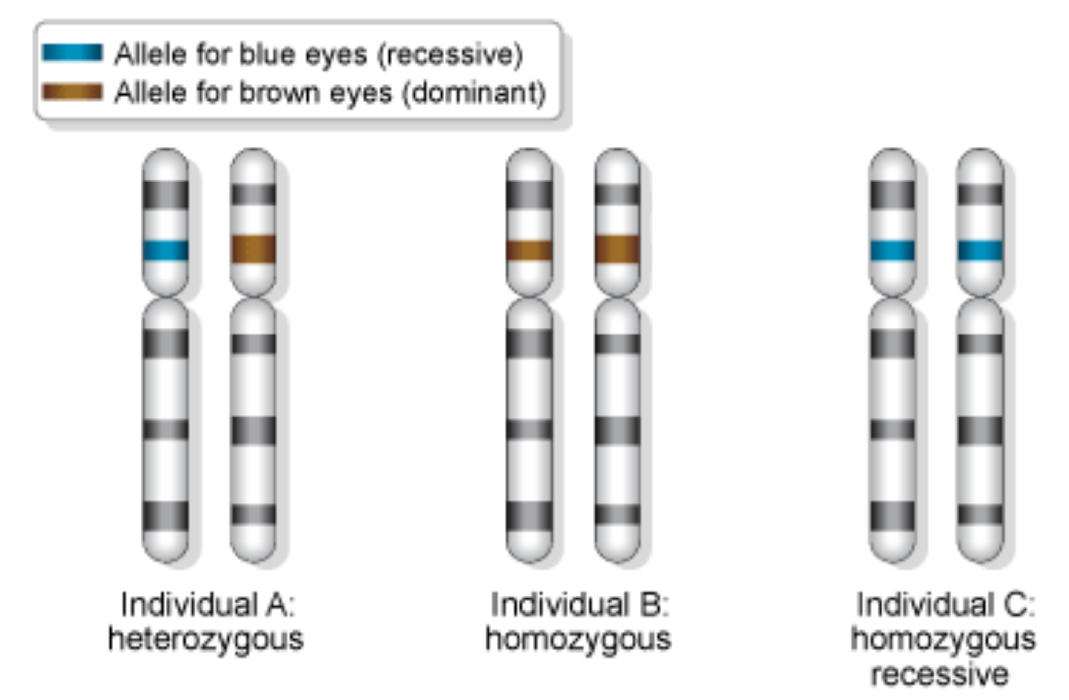 Allele for blue eyes (recessive)
Allele for brown eyes (dominant)
Individual A:
heterozygous
Individual B:
homozygous
Individual C:
homozygous
recessive